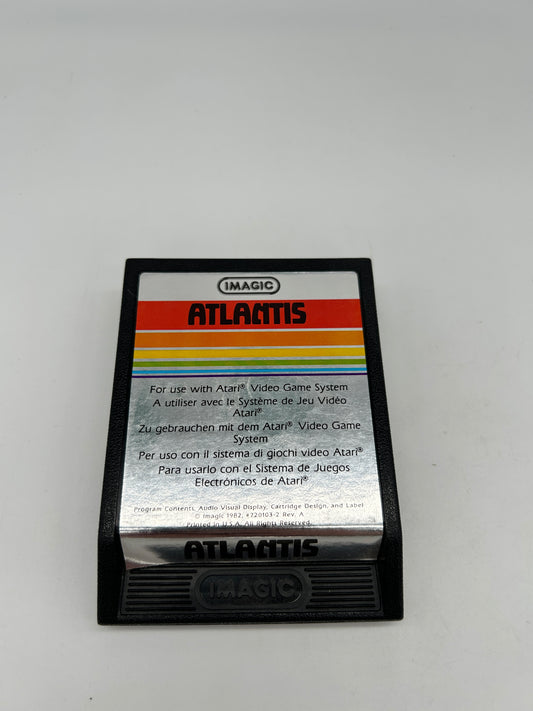 IMAGIC
ATLANTIS
For use with Atari® Video Game System
A utiliser avec le Système de Jeu Vidéo
Atari®
Zu gebrauchen mit dem Atari® Video Game
System
Per uso con il sistema di giochi video Atari®
Para usarlo con el Sistema de Juegos
Electrónicos de Atari®
Program Contents, Audio Visual Display, Cartridge Design, and Label
© Imagic 1982, #720103-2 Rev. A
Printed in U.S.A. All Rights Reserved.
ATLANTIS
IMAGIC